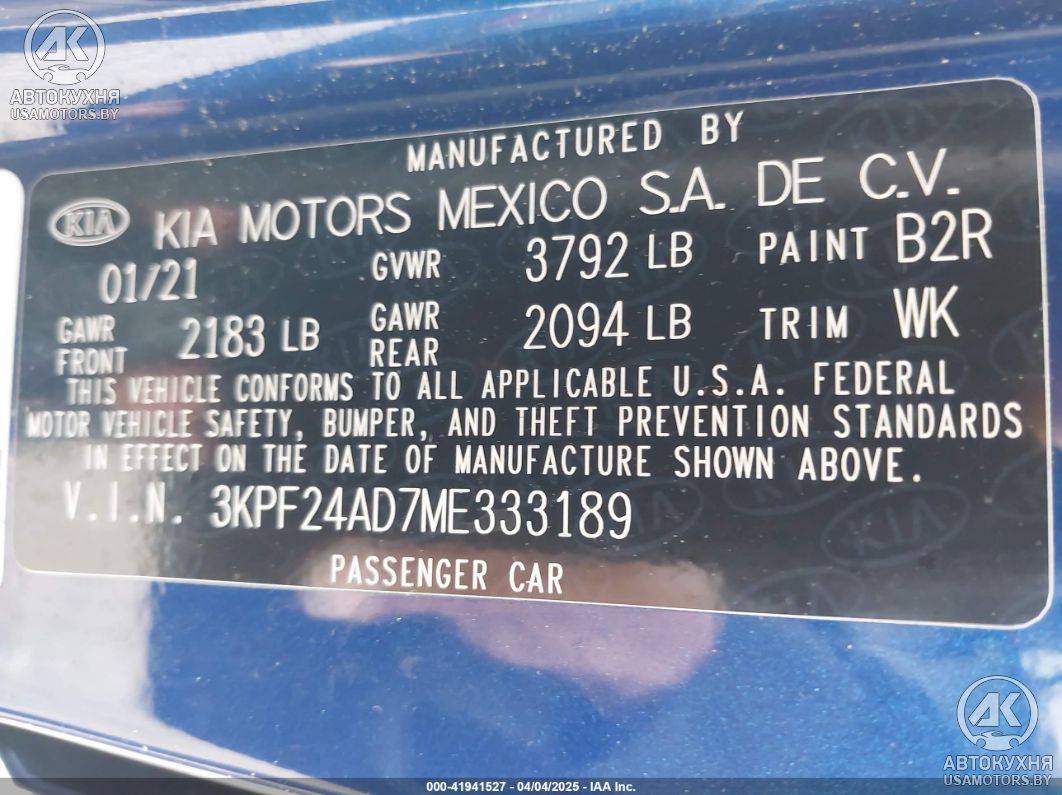 АВТОКУХНЯ
USAMOTORS.BY
MANUFACTURED BY
KIA KIA MOTORS MEXICO S.A. DE C.V.
01/21 GVWR 3792 LB PAINT B2R
GAWR FRONT 2183 LB GAWR REAR 2094 LB TRIM WK
THIS VEHICLE CONFORMS TO ALL APPLICABLE U.S.A. FEDERAL
MOTOR VEHICLE SAFETY, BUMPER, AND THEFT PREVENTION STANDARDS
IN EFFECT ON THE DATE OF MANUFACTURE SHOWN ABOVE.
V.I.N. 3KPF24AD7ME333189
PASSENGER CAR
АВТОКУХНЯ
USAMOTORS.BY
000-41941527 - 04/04/2025 - IAA Inc.